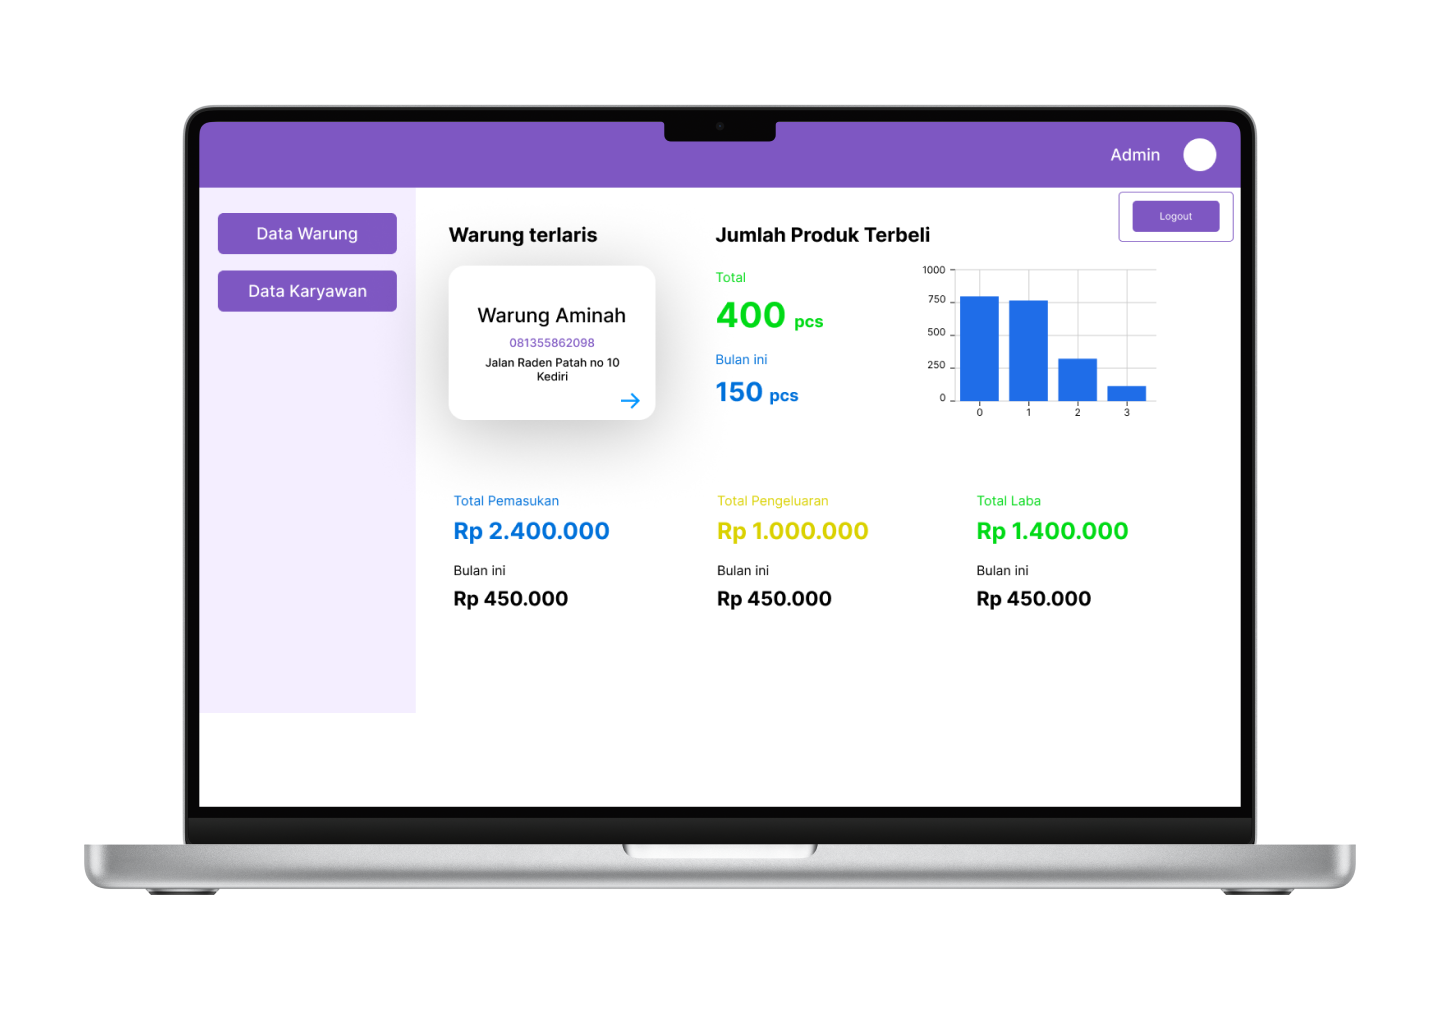 Admin
Logout
Data Warung
Data Karyawan
Warung terlaris
Warung Aminah
081355862098
Jalan Raden Patah no 10
Kediri
Jumlah Produk Terbeli
Total
400 pcs
Bulan ini
150 pcs
1000
750
500
250
0
0 1 2 3
Total Pemasukan
Rp 2.400.000
Bulan ini
Rp 450.000
Total Pengeluaran
Rp 1.000.000
Bulan ini
Rp 450.000
Total Laba
Rp 1.400.000
Bulan ini
Rp 450.000